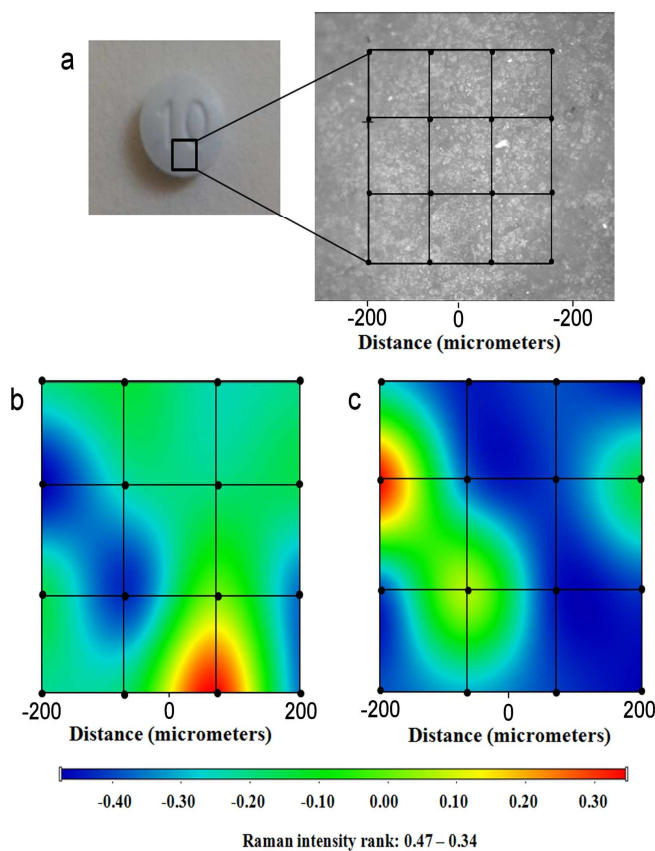 a
10
-200 0 -200
Distance (micrometers)
b
c
-200 0 200
Distance (micrometers)
-200 0 200
Distance (micrometers)
-0.40 -0.30 -0.20 -0.10 0.00 0.10 0.20 0.30
Raman intensity rank: 0.47 – 0.34